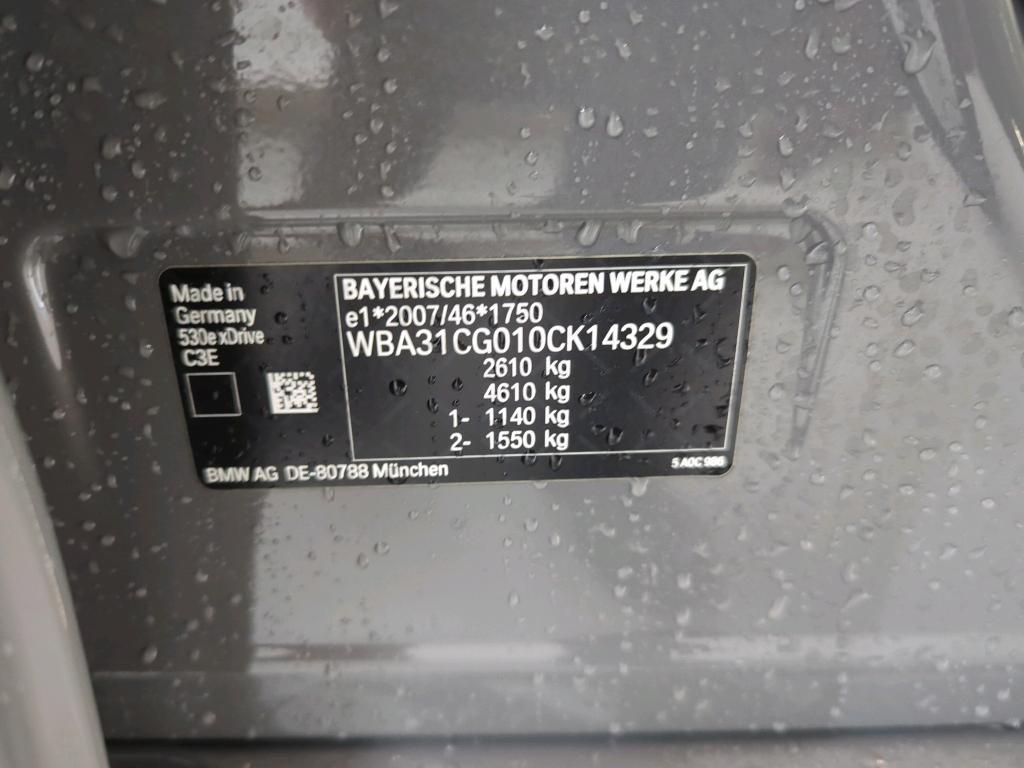 Made in
Germany
530e xDrive
C3E
BAYERISCHE MOTOREN WERKE AG
e1*2007/46*1750
WBA31CG010CK14329
2610 kg
4610 kg
1- 1140 kg
2- 1550 kg
BMW AG DE-80788 München
5 A0C 986